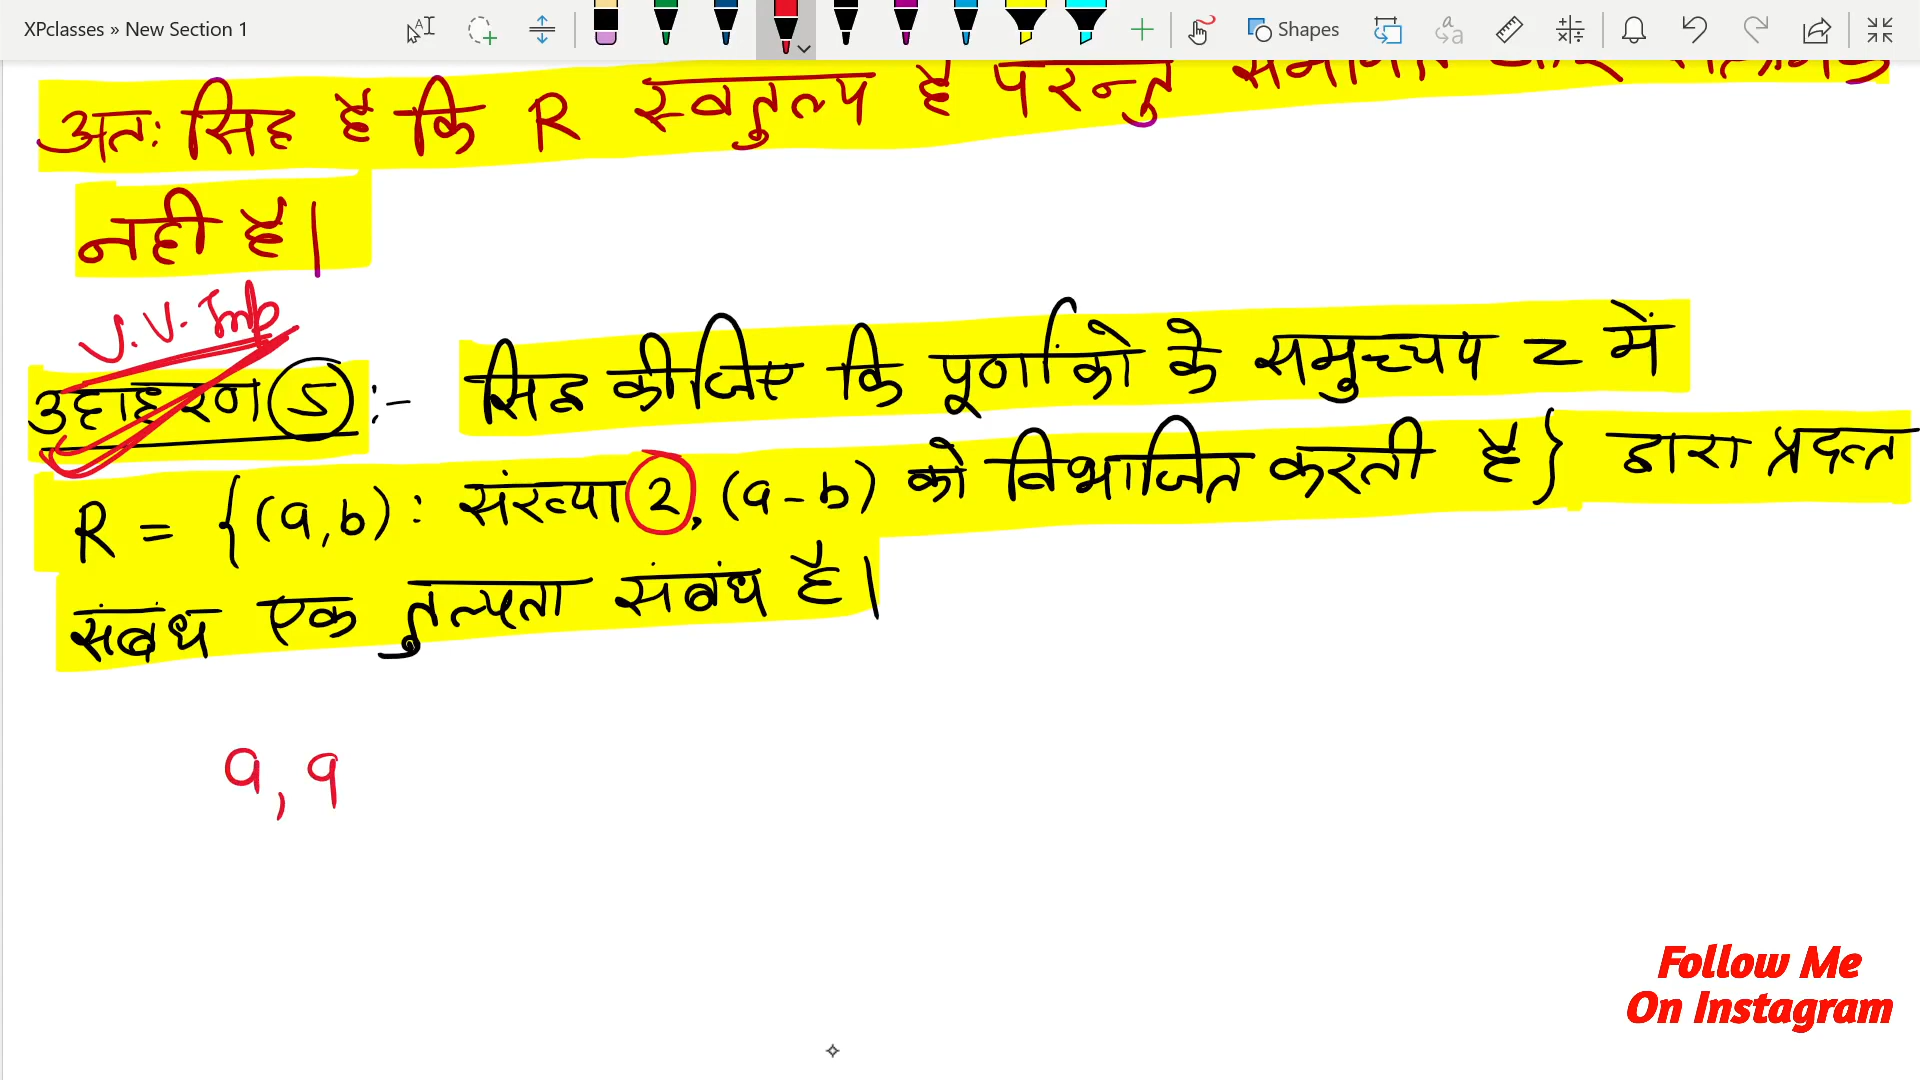 XPclasses » New Section 1
Shapes
अतः सिद्ध है कि R स्वतुल्य है परन्तु
नहीं है।
V.V. Imp
उदाहरण 5 :- सिद्ध कीजिए कि पूर्णांको के समुच्चय Z में
R = {(a,b): संख्या 2, (a-b) को विभाजित करती है} द्वारा प्रदत्त
संबंध एक तुल्यता संबंध है।
a, a
Follow Me
On Instagram